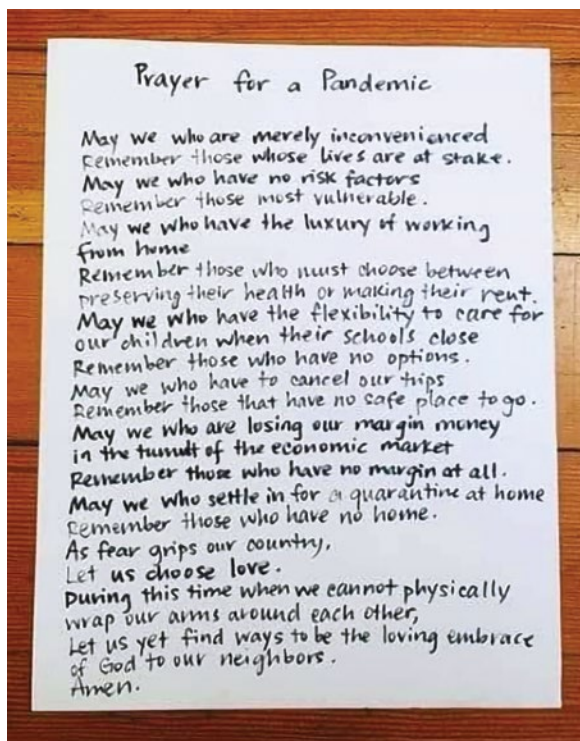 Prayer for a Pandemic
May we who are merely inconvenienced
Remember those whose lives are at stake.
May we who have no risk factors
Remember those most vulnerable.
May we who have the luxury of working
from home
Remember those who must choose between
preserving their health or making their rent.
May we who have the flexibility to care for
our children when their schools close
Remember those who have no options.
May we who have to cancel our trips
Remember those that have no safe place to go.
May we who are losing our margin money
in the tumult of the economic market
Remember those who have no margin at all.
May we who settle in for a quarantine at home
Remember those who have no home.
As fear grips our country,
Let us choose love.
During this time when we cannot physically
wrap our arms around each other,
Let us yet find ways to be the loving embrace
of God to our neighbors.
Amen.